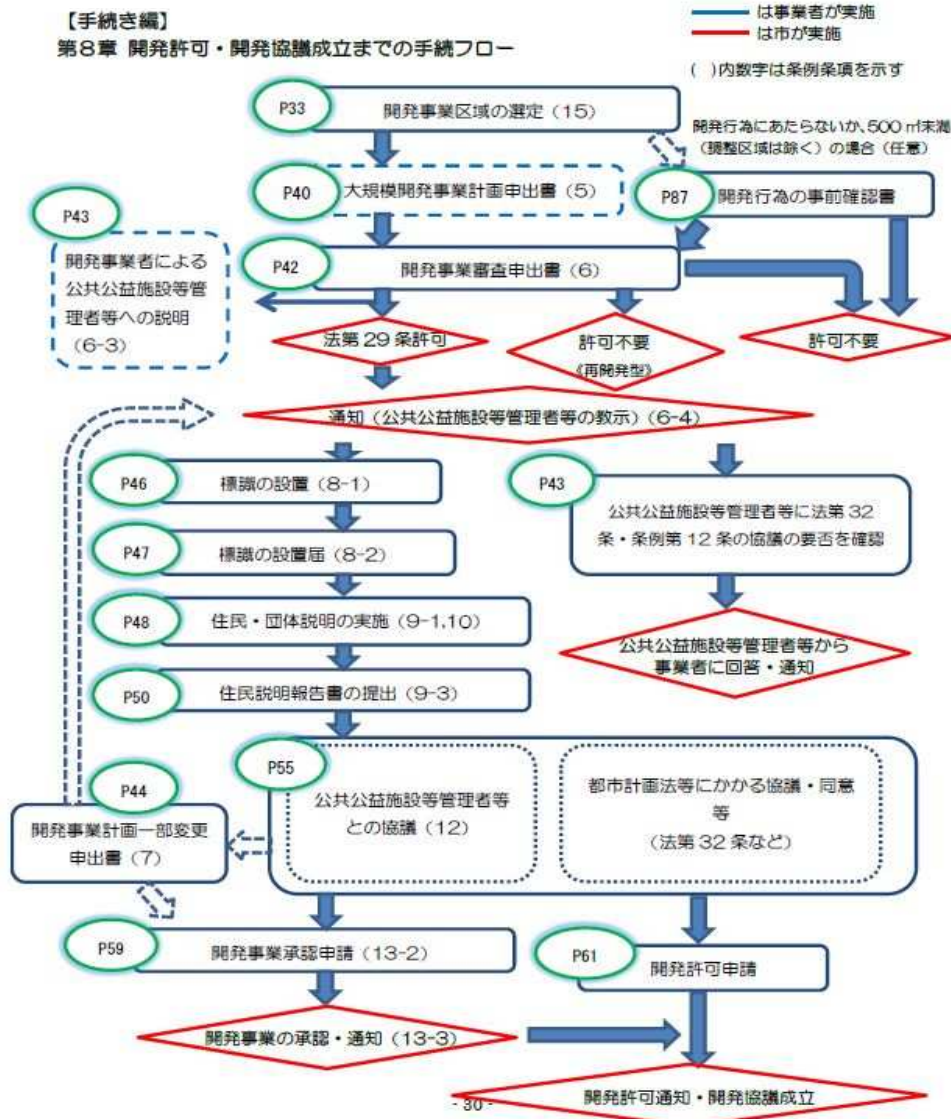 【手続き編】
第8章 開発許可・開発協議成立までの手続フロー
は事業者が実施
は市が実施
( )内数字は条例条項を示す
P33
開発事業区域の選定(15)
開発行為にあたらないか、500㎡未満
(調整区域は除く)の場合(任意)
P40
大規模開発事業計画申出書(5)
P87
開発行為の事前確認書
P43
開発事業者による
公共公益施設等管
理者等への説明
(6-3)
P42
開発事業審査申出書(6)
法第29条許可
許可不要
《再開発型》
許可不要
通知(公共公益施設等管理者等の教示)(6-4)
P46
標識の設置(8-1)
P43
公共公益施設等管理者等に法第32
条・条例第12条の協議の要否を確認
P47
標識の設置届(8-2)
P48
住民・団体説明の実施(9-1,10)
公共公益施設等管理者等から
事業者に回答・通知
P50
住民説明報告書の提出(9-3)
P55
公共公益施設等管理者等
との協議(12)
都市計画法等にかかる協議・同意
等
(法第32条など)
P44
開発事業計画一部変更
申出書(7)
P59
開発事業承認申請(13-2)
P61
開発許可申請
開発事業の承認・通知(13-3)
開発許可通知・開発協議成立
- 30 -